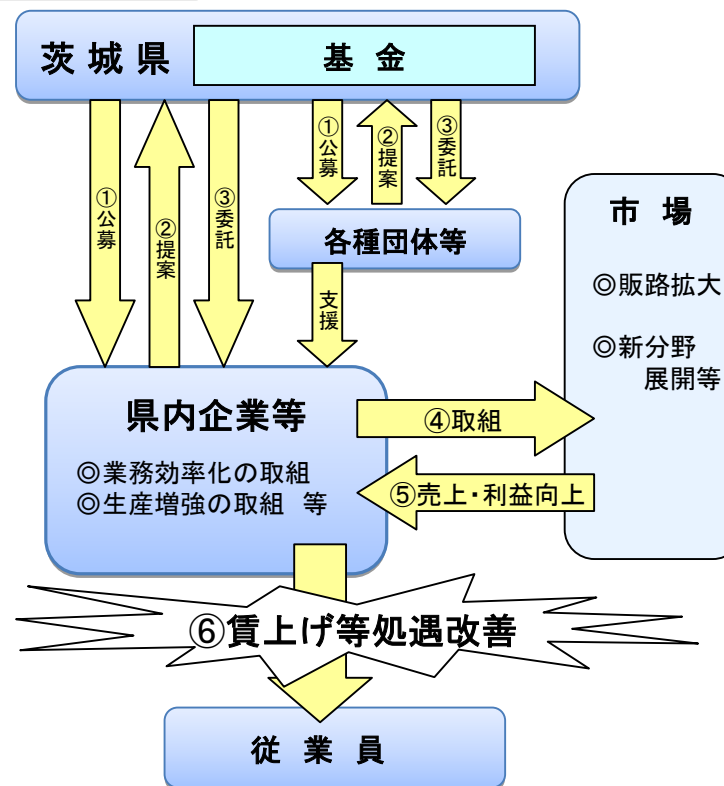 茨城県
基金
①公募
②提案
③委託
①公募
②提案
③委託
各種団体等
支援
市場
◎販路拡大
◎新分野
展開等
県内企業等
◎業務効率化の取組
◎生産増強の取組 等
④取組
⑤売上・利益向上
⑥賃上げ等処遇改善
従業員